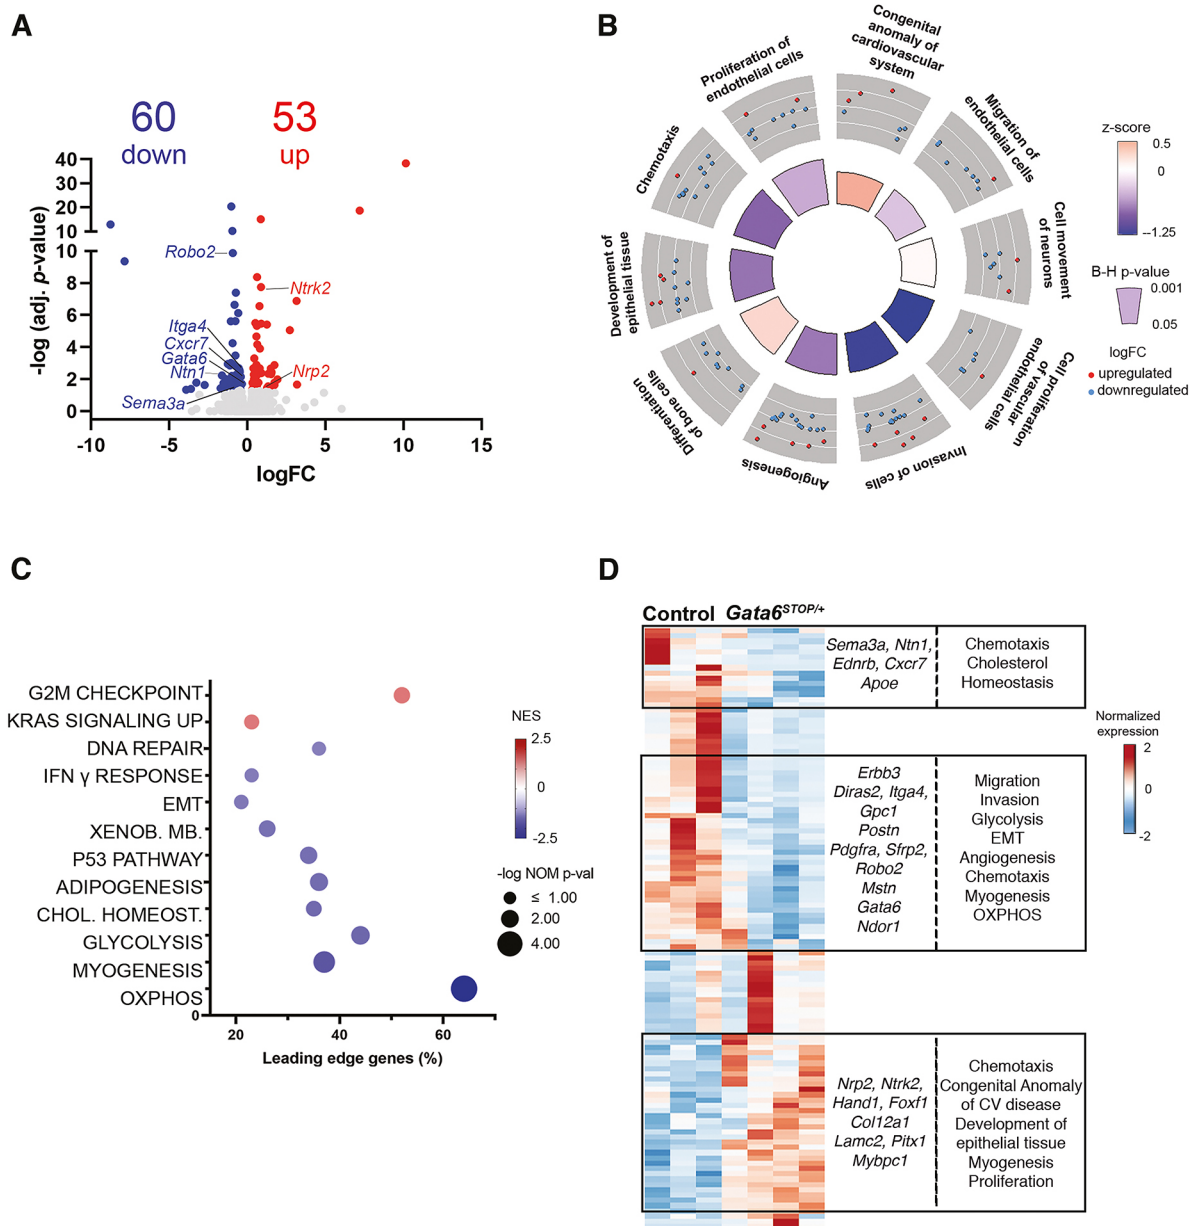 A
60
down
53
up
40
30
20
10
10
8
6
4
2
0
-log (adj. p-value)
Robo2
Ntrk2
Itga4
Cxcr7
Gata6
Ntn1
Nrp2
Sema3a
-10
-5
0
5
10
15
logFC
B
Congenital
anomaly of
cardiovascular
system
Migration of
endothelial cells
Cell movement
of neurons
Cell proliferation
of vascular
endothelial cells
Invasion of cells
Angiogenesis
Differentiation
of bone cells
Development of
epithelial tissue
Chemotaxis
Proliferation of
endothelial cells
z-score
0.5
0
--1.25
B-H p-value
0.001
0.05
logFC
upregulated
downregulated
C
G2M CHECKPOINT
KRAS SIGNALING UP
DNA REPAIR
IFN γ RESPONSE
EMT
XENOB. MB.
P53 PATHWAY
ADIPOGENESIS
CHOL. HOMEOST.
GLYCOLYSIS
MYOGENESIS
OXPHOS
0
20
40
60
Leading edge genes (%)
NES
2.5
0
-2.5
-log NOM p-val
≤ 1.00
2.00
4.00
D
Control Gata6STOP/+
Sema3a, Ntn1,
Ednrb, Cxcr7
Apoe
Chemotaxis
Cholesterol
Homeostasis
Erbb3
Diras2, Itga4,
Gpc1
Postn
Pdgfra, Sfrp2,
Robo2
Mstn
Gata6
Ndor1
Migration
Invasion
Glycolysis
EMT
Angiogenesis
Chemotaxis
Myogenesis
OXPHOS
Nrp2, Ntrk2,
Hand1, Foxf1
Col12a1
Lamc2, Pitx1
Mybpc1
Chemotaxis
Congenital Anomaly
of CV disease
Development of
epithelial tissue
Myogenesis
Proliferation
Normalized
expression
2
0
-2